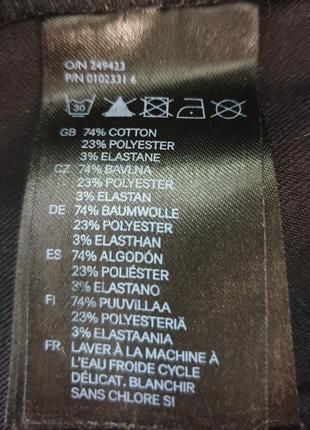 O/N 249423
P/N 0102331 6
30
GB 74% COTTON
23% POLYESTER
3% ELASTANE
CZ 74% BAVLNA
23% POLYESTER
3% ELASTAN
DE 74% BAUMWOLLE
23% POLYESTER
3% ELASTHAN
ES 74% ALGODÓN
23% POLIÉSTER
3% ELASTANO
FI 74% PUUVILLAA
23% POLYESTERIÄ
3% ELASTAANIA
FR LAVER À LA MACHINE À
L'EAU FROIDE CYCLE
DÉLICAT. BLANCHIR
SANS CHLORE SI